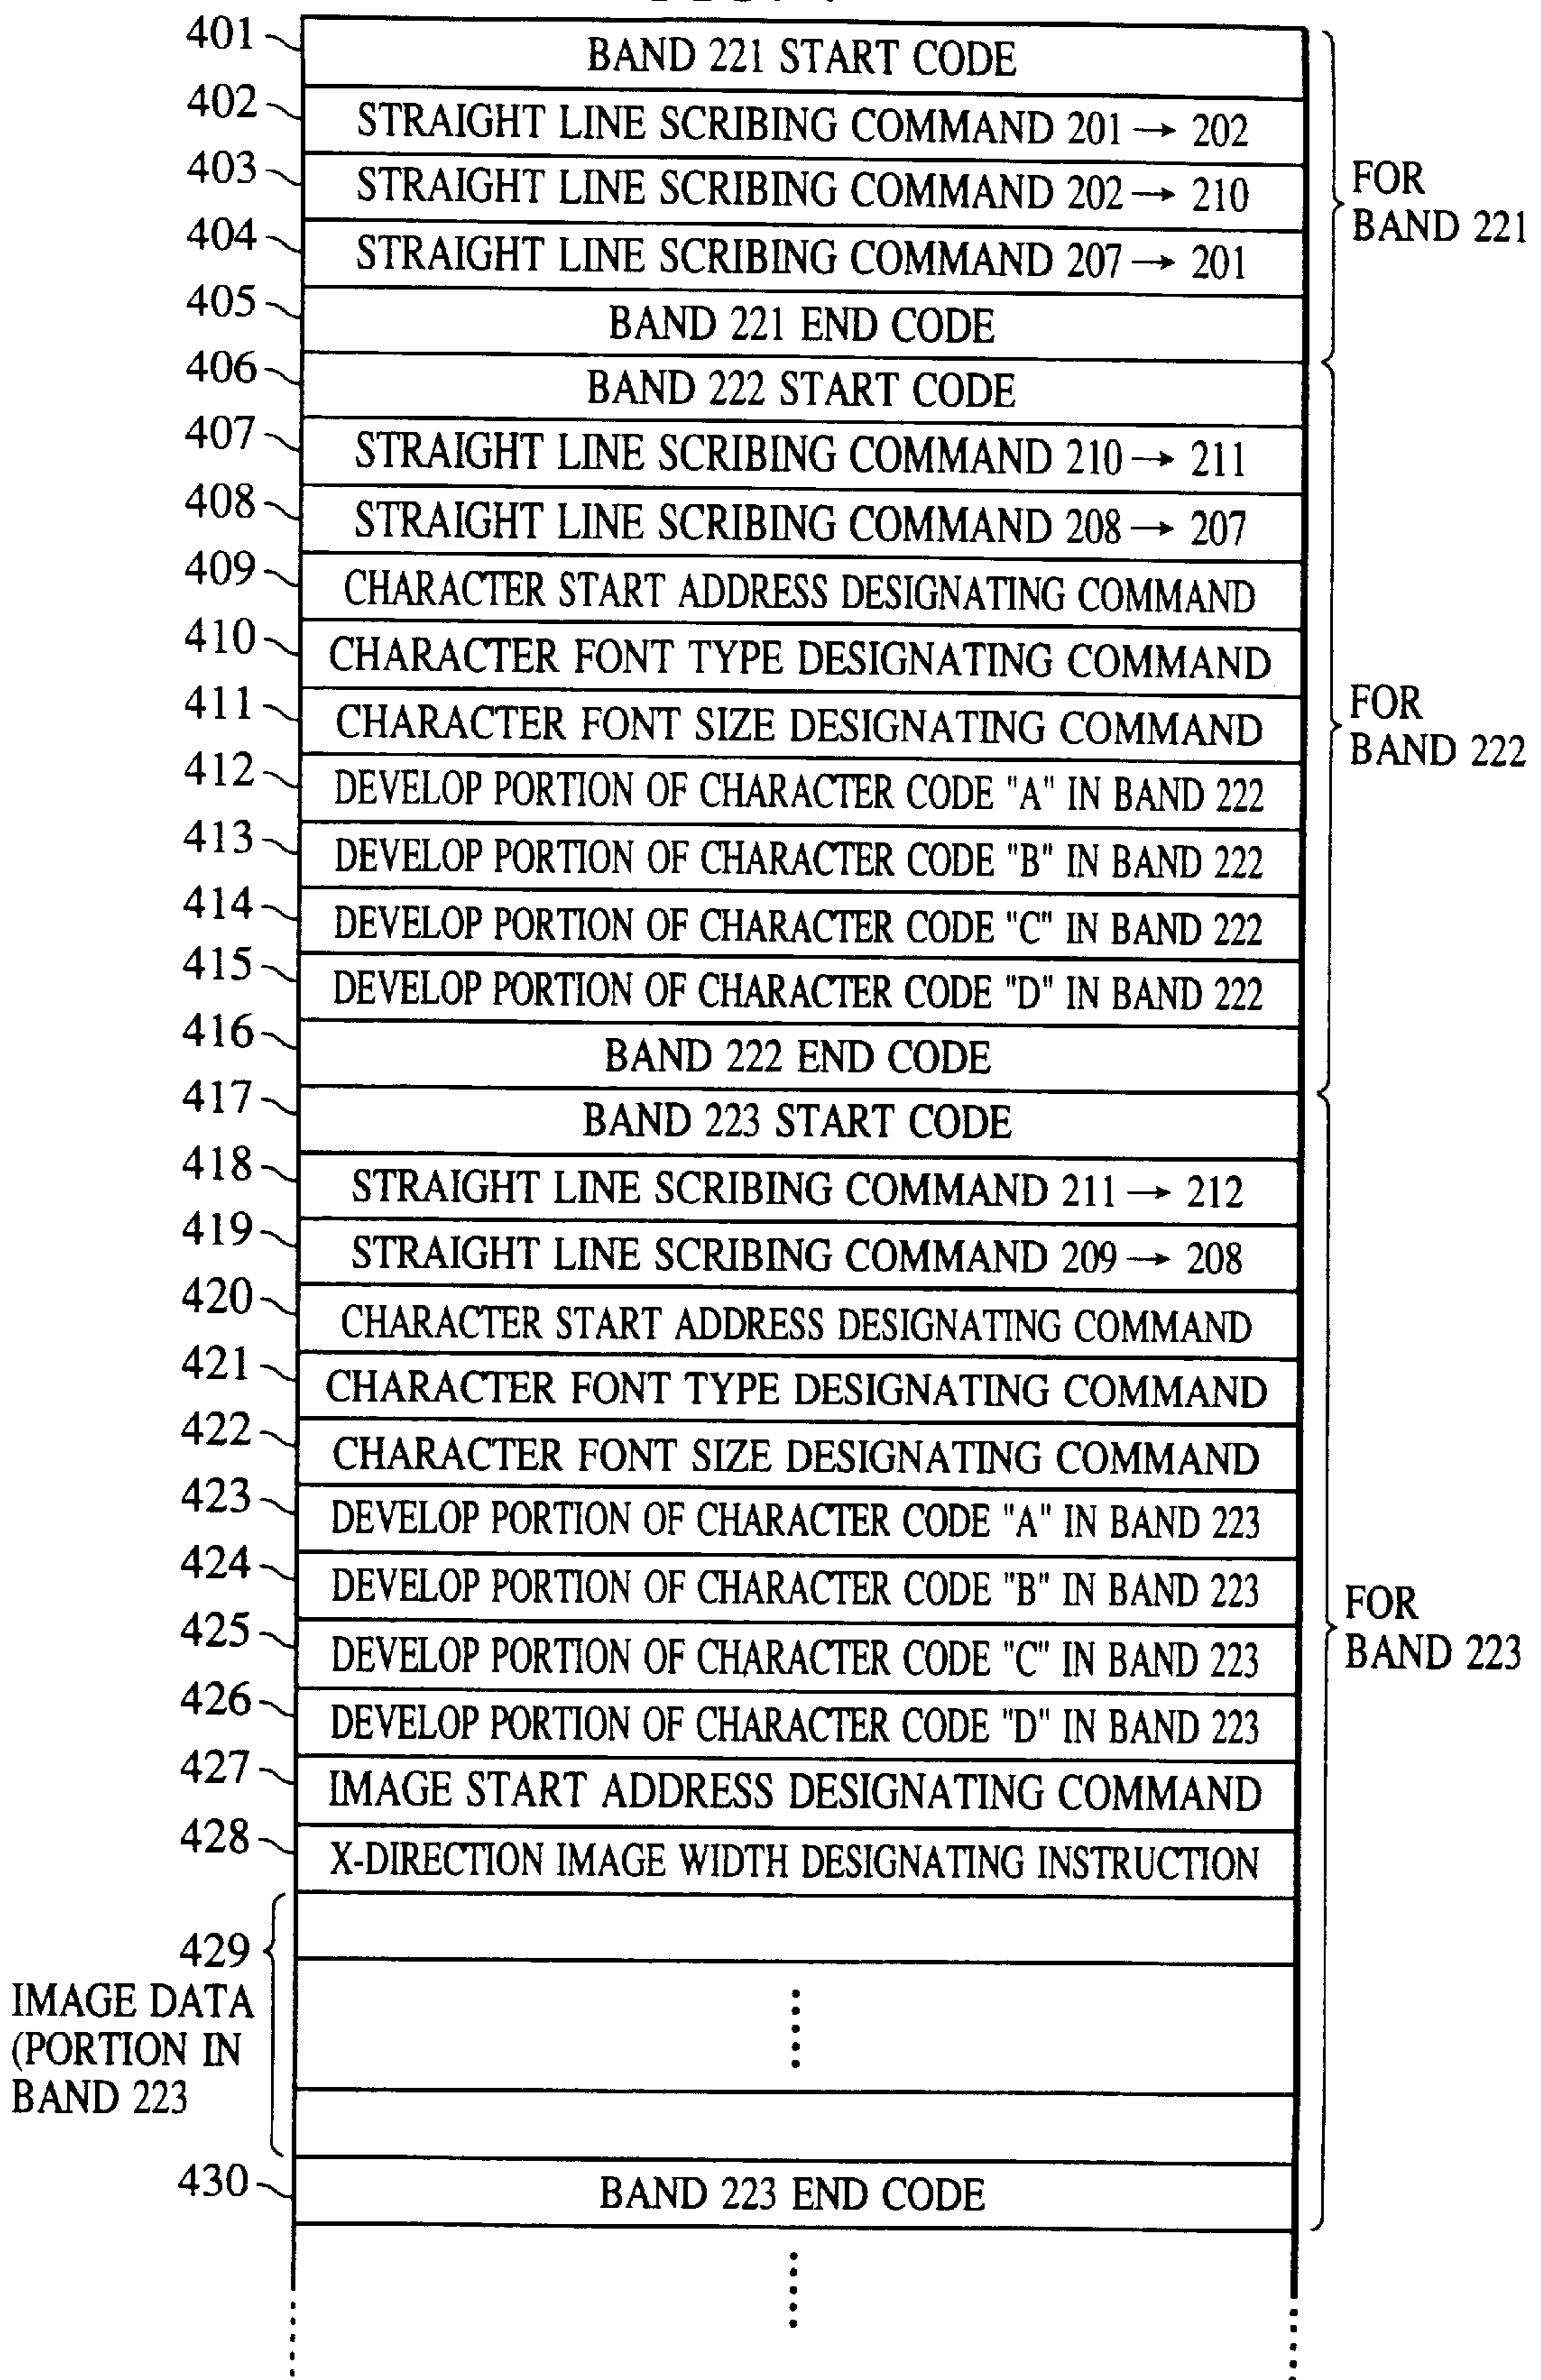 401 BAND 221 START CODE
402 STRAIGHT LINE SCRIBING COMMAND 201 → 202
403 STRAIGHT LINE SCRIBING COMMAND 202 → 210
404 STRAIGHT LINE SCRIBING COMMAND 207 → 201
405 BAND 221 END CODE
FOR
BAND 221
406 BAND 222 START CODE
407 STRAIGHT LINE SCRIBING COMMAND 210 → 211
408 STRAIGHT LINE SCRIBING COMMAND 208 → 207
409 CHARACTER START ADDRESS DESIGNATING COMMAND
410 CHARACTER FONT TYPE DESIGNATING COMMAND
411 CHARACTER FONT SIZE DESIGNATING COMMAND
412 DEVELOP PORTION OF CHARACTER CODE "A" IN BAND 222
413 DEVELOP PORTION OF CHARACTER CODE "B" IN BAND 222
414 DEVELOP PORTION OF CHARACTER CODE "C" IN BAND 222
415 DEVELOP PORTION OF CHARACTER CODE "D" IN BAND 222
416 BAND 222 END CODE
FOR
BAND 222
417 BAND 223 START CODE
418 STRAIGHT LINE SCRIBING COMMAND 211 → 212
419 STRAIGHT LINE SCRIBING COMMAND 209 → 208
420 CHARACTER START ADDRESS DESIGNATING COMMAND
421 CHARACTER FONT TYPE DESIGNATING COMMAND
422 CHARACTER FONT SIZE DESIGNATING COMMAND
423 DEVELOP PORTION OF CHARACTER CODE "A" IN BAND 223
424 DEVELOP PORTION OF CHARACTER CODE "B" IN BAND 223
425 DEVELOP PORTION OF CHARACTER CODE "C" IN BAND 223
426 DEVELOP PORTION OF CHARACTER CODE "D" IN BAND 223
427 IMAGE START ADDRESS DESIGNATING COMMAND
428 X-DIRECTION IMAGE WIDTH DESIGNATING INSTRUCTION
429
IMAGE DATA
(PORTION IN
BAND 223
430 BAND 223 END CODE
FOR
BAND 223